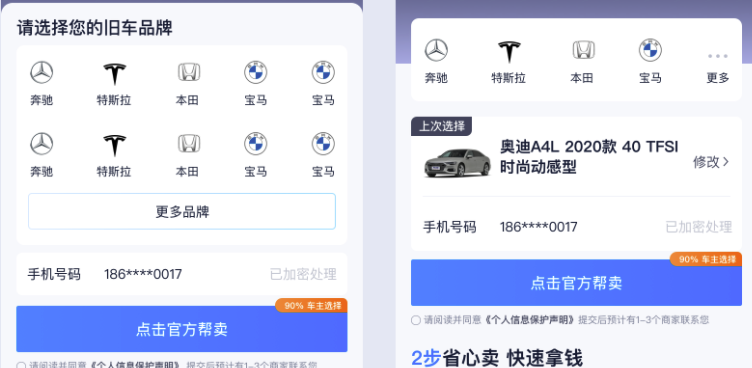 请选择您的旧车品牌
奔驰 特斯拉 本田 宝马 宝马
奔驰 特斯拉 本田 宝马 宝马
更多品牌
手机号码 186****0017 已加密处理
90% 车主选择
点击官方帮卖
请阅读并同意《个人信息保护声明》提交后预计有1-3个商家联系您
奔驰 特斯拉 本田 宝马 更多
上次选择
奥迪A4L 2020款 40 TFSI
时尚动感型
修改>
手机号码 186****0017 已加密处理
90% 车主选择
点击官方帮卖
请阅读并同意《个人信息保护声明》提交后预计有1-3个商家联系您
2步省心卖 快速拿钱